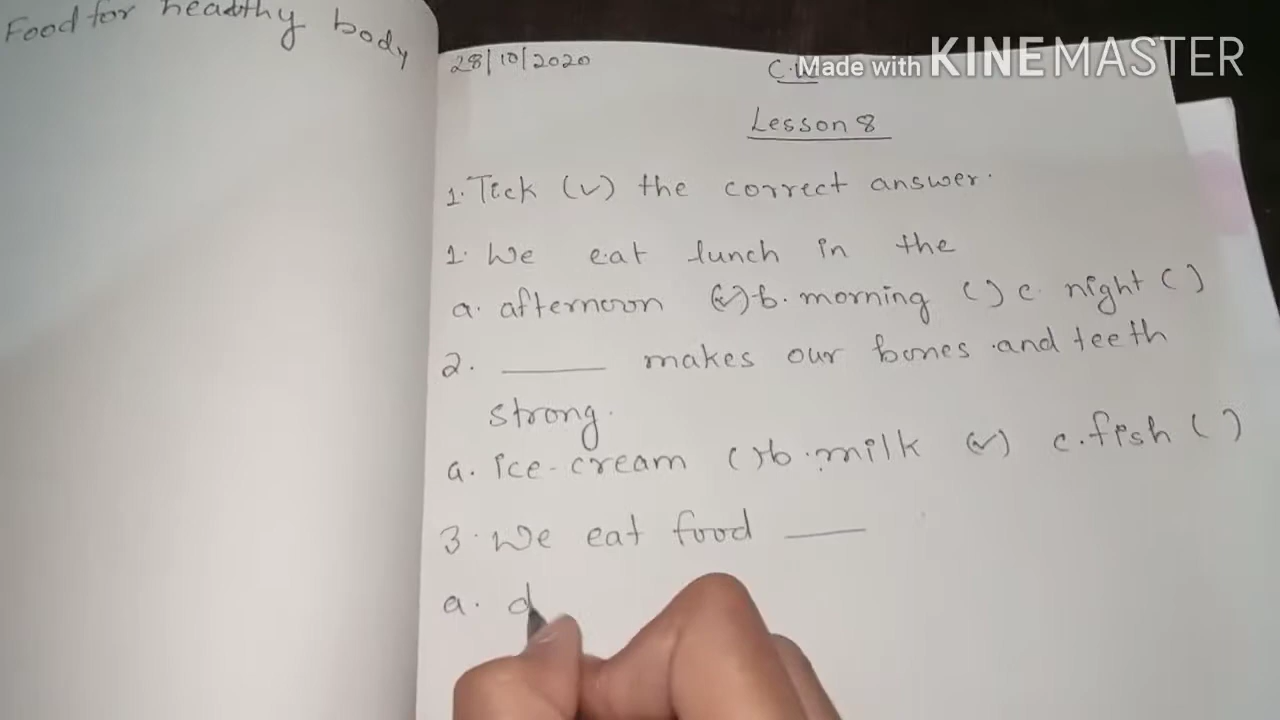 Food for healthy body
28/10/2020
C.W
Made with KINEMASTER
Lesson 8
1. Tick (✓) the correct answer.
1. We eat lunch in the
a. afternoon (✓) b. morning ( ) c. night ( )
2. ______ makes our bones and teeth
strong.
a. ice-cream ( ) b. milk (✓) c. fish ( )
3. We eat food ____
a. d